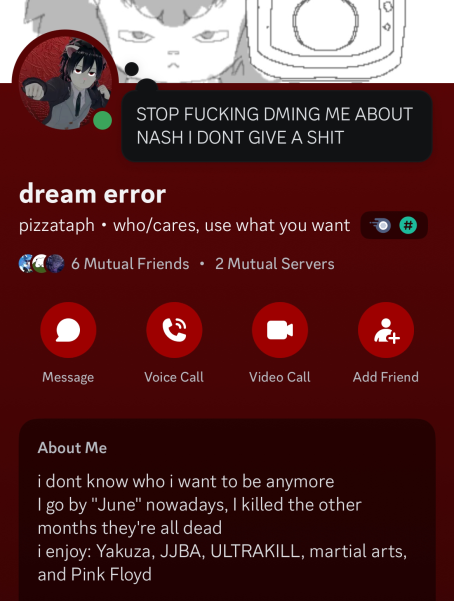 STOP FUCKING DMING ME ABOUT
NASH I DONT GIVE A SHIT
dream error
pizzataph • who/cares, use what you want #
6 Mutual Friends • 2 Mutual Servers
Message Voice Call Video Call Add Friend
About Me
i dont know who i want to be anymore
I go by "June" nowadays, I killed the other
months they're all dead
i enjoy: Yakuza, JJBA, ULTRAKILL, martial arts,
and Pink Floyd